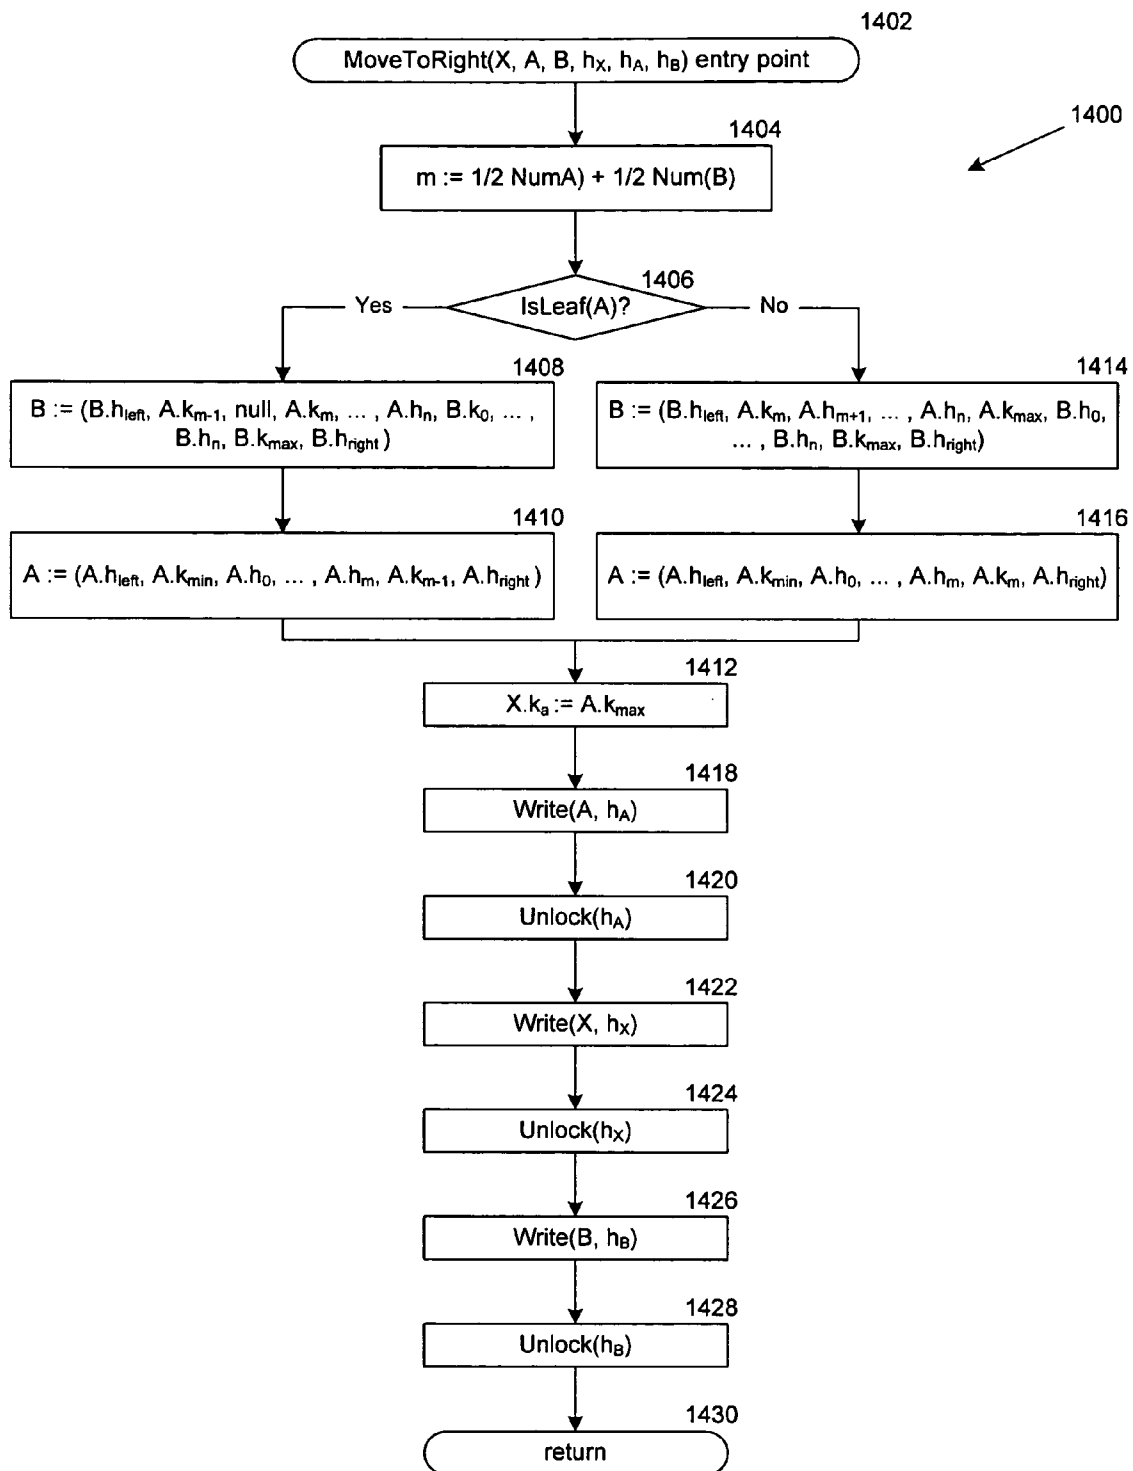 1402
MoveToRight(X, A, B, hX, hA, hB) entry point
1400
1404
m := 1/2 NumA) + 1/2 Num(B)
1406
Yes
IsLeaf(A)?
No
1408
B := (B.hleft, A.km-1, null, A.km, ... , A.hn, B.k0, ... ,
B.hn, B.kmax, B.hright )
1414
B := (B.hleft, A.km, A.hm+1, ... , A.hn, A.kmax, B.h0,
... , B.hn, B.kmax, B.hright)
1410
A := (A.hleft, A.kmin, A.h0, ... , A.hm, A.km-1, A.hright )
1416
A := (A.hleft, A.kmin, A.h0, ... , A.hm, A.km, A.hright)
1412
X.ka := A.kmax
1418
Write(A, hA)
1420
Unlock(hA)
1422
Write(X, hX)
1424
Unlock(hX)
1426
Write(B, hB)
1428
Unlock(hB)
1430
return